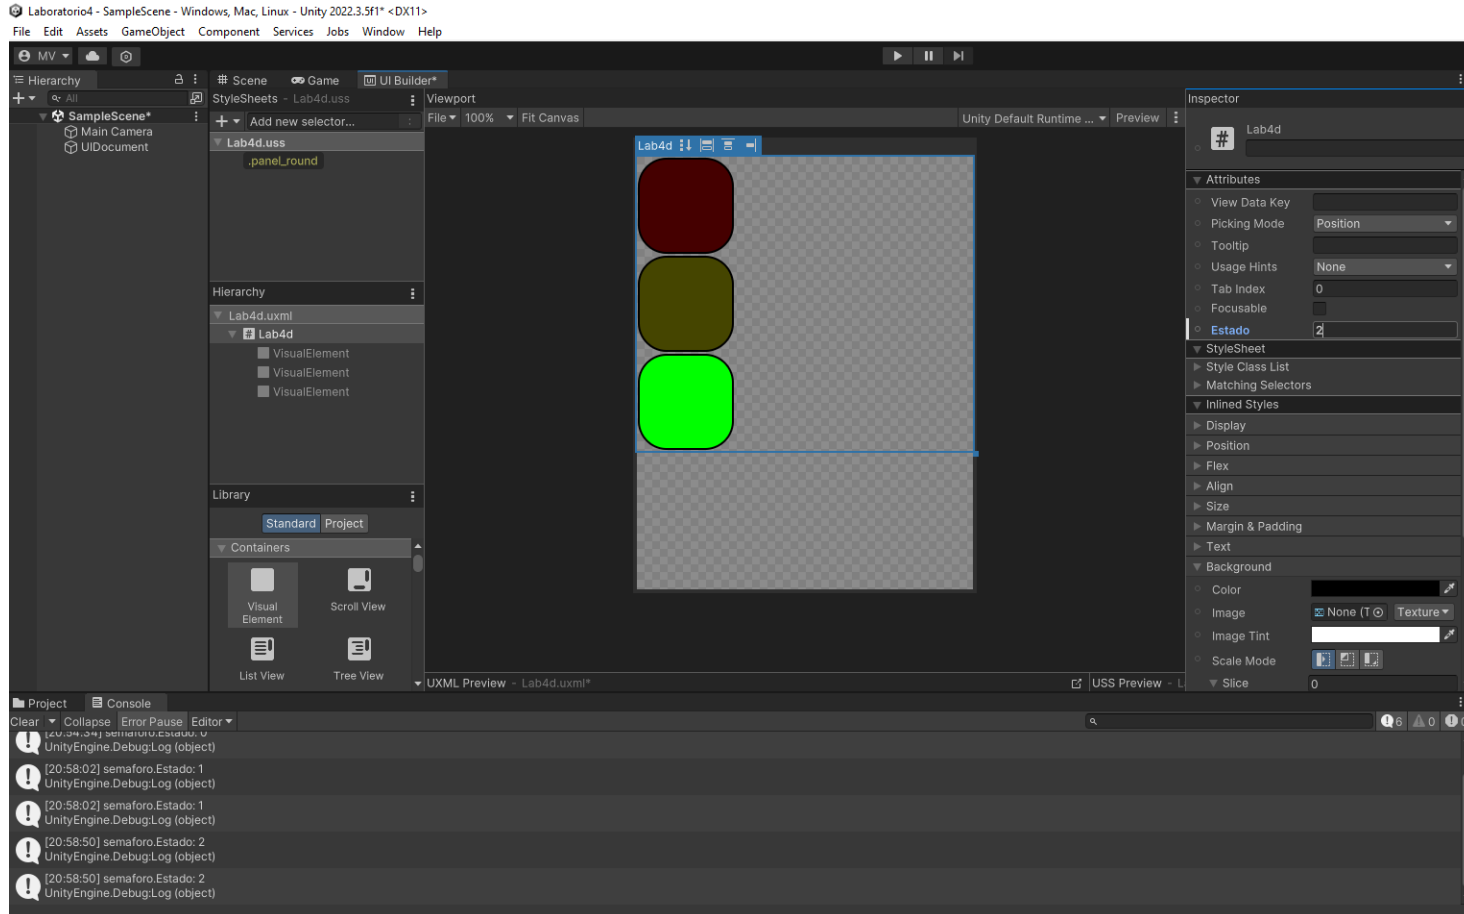 Laboratorio4 - SampleScene - Windows, Mac, Linux - Unity 2022.3.5f1* <DX11>
File Edit Assets GameObject Component Services Jobs Window Help
MV
Hierarchy
All
SampleScene*
Main Camera
UIDocument
Scene Game UI Builder*
StyleSheets - Lab4d.uss
Add new selector...
Lab4d.uss
.panel_round
Hierarchy
Lab4d.uxml
# Lab4d
VisualElement
VisualElement
VisualElement
Library
Standard Project
Containers
Visual Element
Scroll View
List View
Tree View
Viewport
File 100% Fit Canvas
Unity Default Runtime ... Preview
Lab4d
UXML Preview - Lab4d.uxml*
USS Preview - L
Inspector
# Lab4d
Attributes
View Data Key
Picking Mode Position
Tooltip
Usage Hints None
Tab Index 0
Focusable
Estado 2
StyleSheet
Style Class List
Matching Selectors
Inlined Styles
Display
Position
Flex
Align
Size
Margin & Padding
Text
Background
Color
Image None (T Texture
Image Tint
Scale Mode
Slice 0
Project Console
Clear Collapse Error Pause Editor
6 0
[20:54:34] semaforo.Estado: 0
UnityEngine.Debug:Log (object)
[20:58:02] semaforo.Estado: 1
UnityEngine.Debug:Log (object)
[20:58:02] semaforo.Estado: 1
UnityEngine.Debug:Log (object)
[20:58:50] semaforo.Estado: 2
UnityEngine.Debug:Log (object)
[20:58:50] semaforo.Estado: 2
UnityEngine.Debug:Log (object)